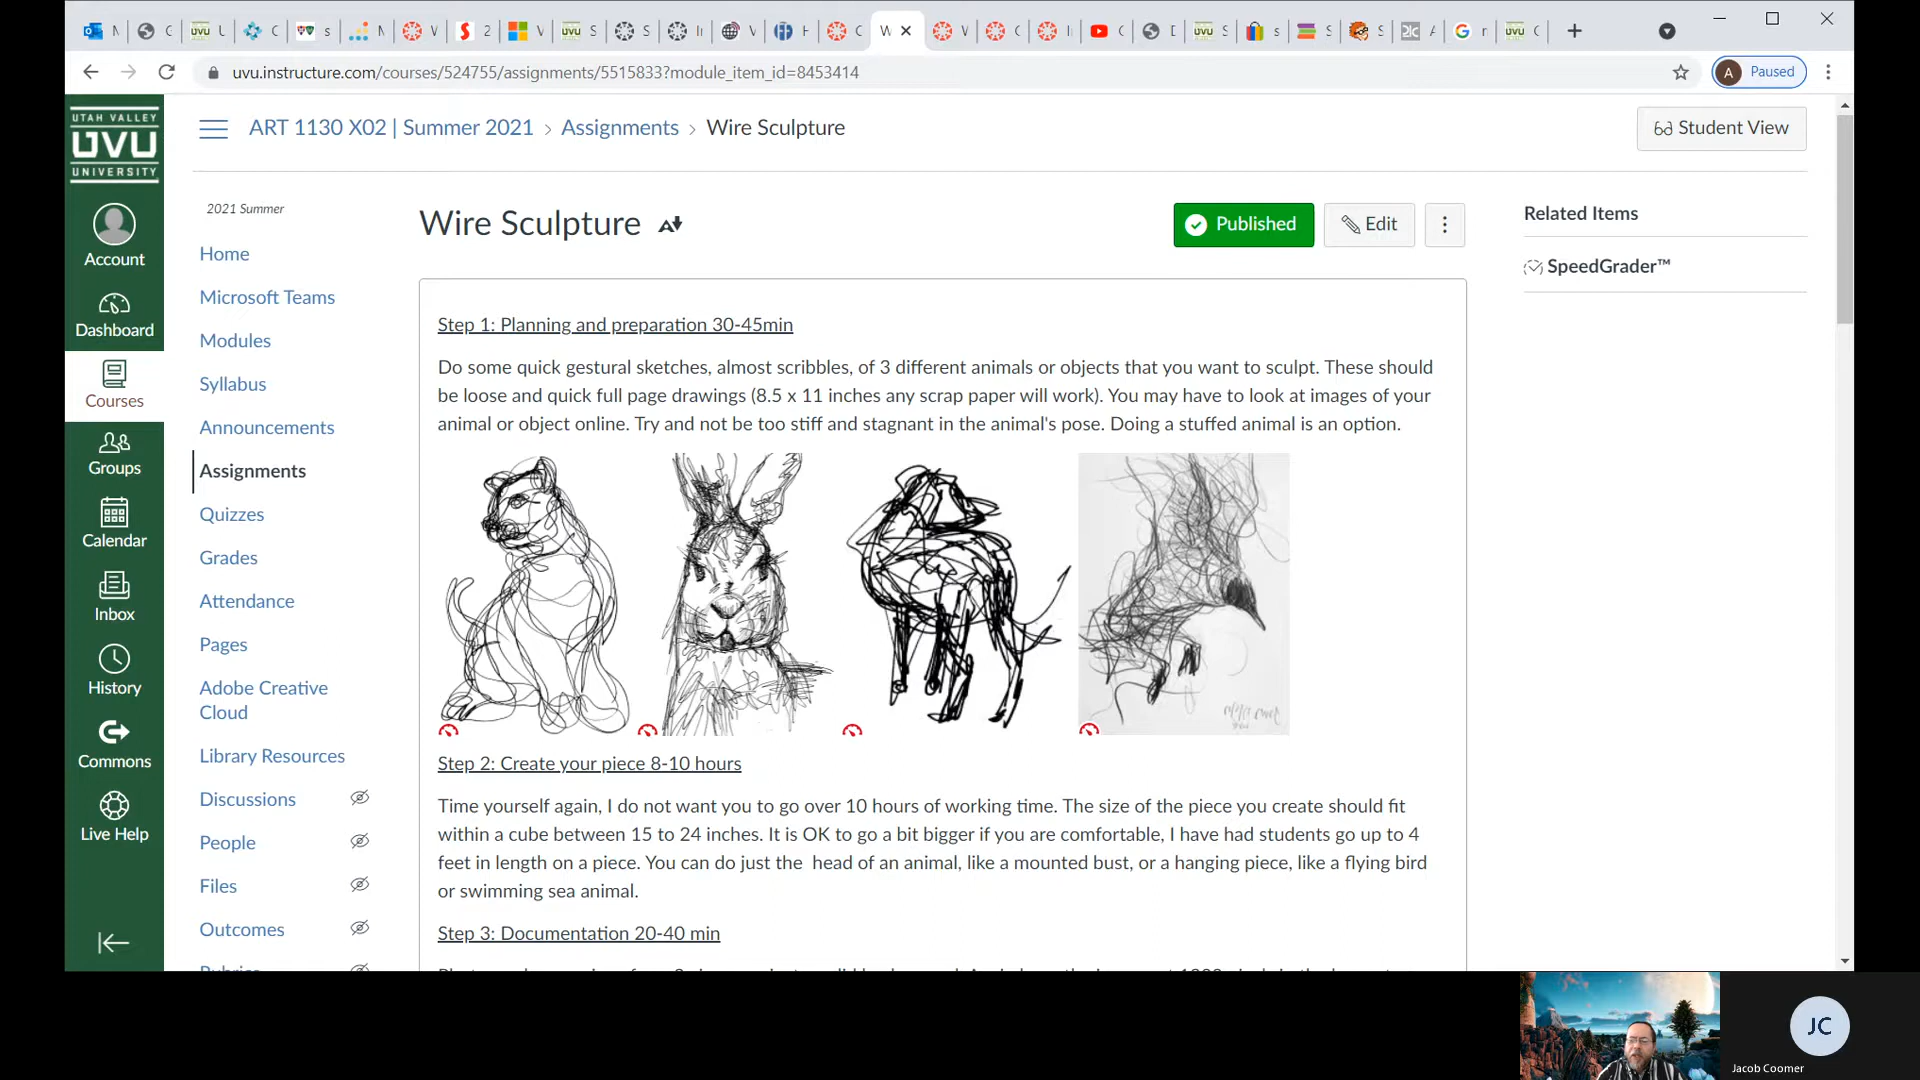 uvu.instructure.com/courses/524755/assignments/5515833?module_item_id=8453414
A Paused
UTAH VALLEY
UVU
UNIVERSITY
ART 1130 X02 | Summer 2021 › Assignments › Wire Sculpture
Student View
Account
Dashboard
Courses
Groups
Calendar
Inbox
History
Commons
Live Help
2021 Summer
Home
Microsoft Teams
Modules
Syllabus
Announcements
Assignments
Quizzes
Grades
Attendance
Pages
Adobe Creative
Cloud
Library Resources
Discussions
People
Files
Outcomes
Rubrics
Wire Sculpture
Published
Edit
Step 1: Planning and preparation 30-45min
Do some quick gestural sketches, almost scribbles, of 3 different animals or objects that you want to sculpt. These should
be loose and quick full page drawings (8.5 x 11 inches any scrap paper will work). You may have to look at images of your
animal or object online. Try and not be too stiff and stagnant in the animal's pose. Doing a stuffed animal is an option.
Step 2: Create your piece 8-10 hours
Time yourself again, I do not want you to go over 10 hours of working time. The size of the piece you create should fit
within a cube between 15 to 24 inches. It is OK to go a bit bigger if you are comfortable, I have had students go up to 4
feet in length on a piece. You can do just the head of an animal, like a mounted bust, or a hanging piece, like a flying bird
or swimming sea animal.
Step 3: Documentation 20-40 min
Related Items
SpeedGrader™
JC
Jacob Coomer